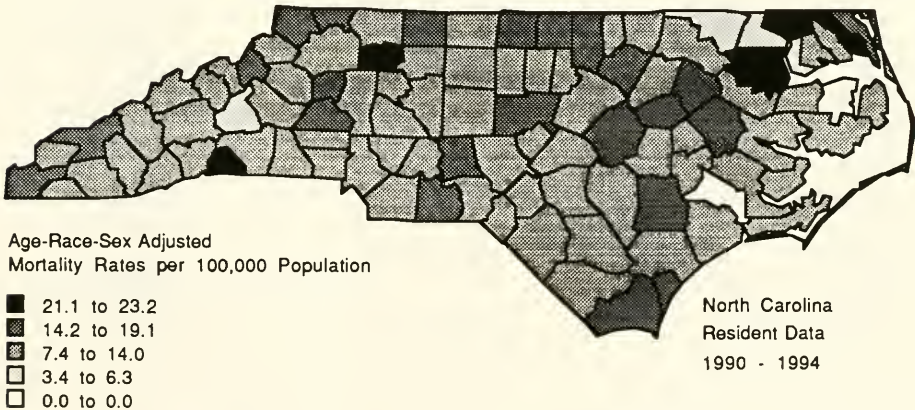 Age-Race-Sex Adjusted
Mortality Rates per 100,000 Population
21.1 to 23.2
14.2 to 19.1
7.4 to 14.0
3.4 to 6.3
0.0 to 0.0
North Carolina
Resident Data
1990 - 1994